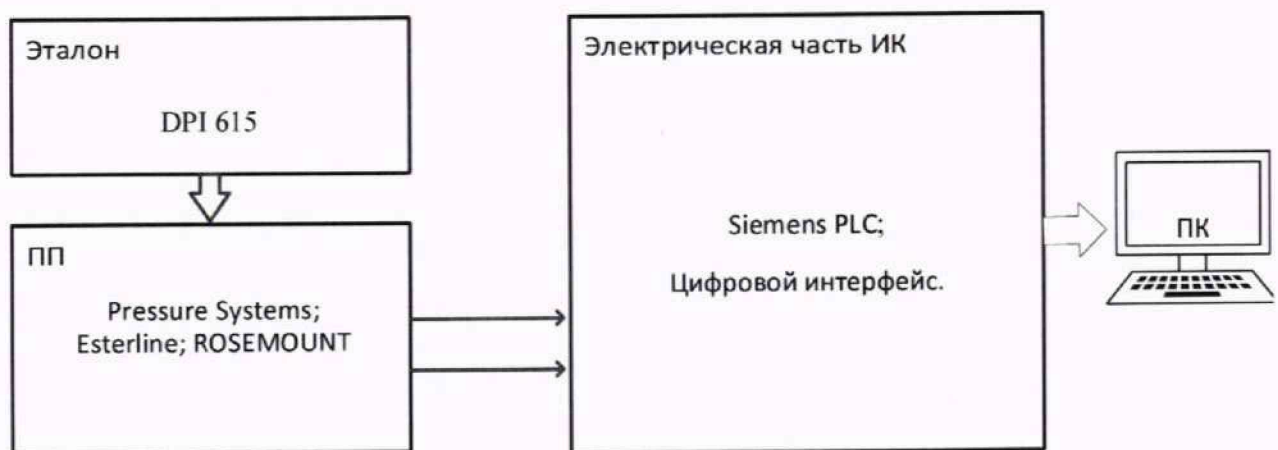 Эталон
DPI 615
ПП
Pressure Systems;
Esterline; ROSEMOUNT
Электрическая часть ИК
Siemens PLC;
Цифровой интерфейс.
ПК